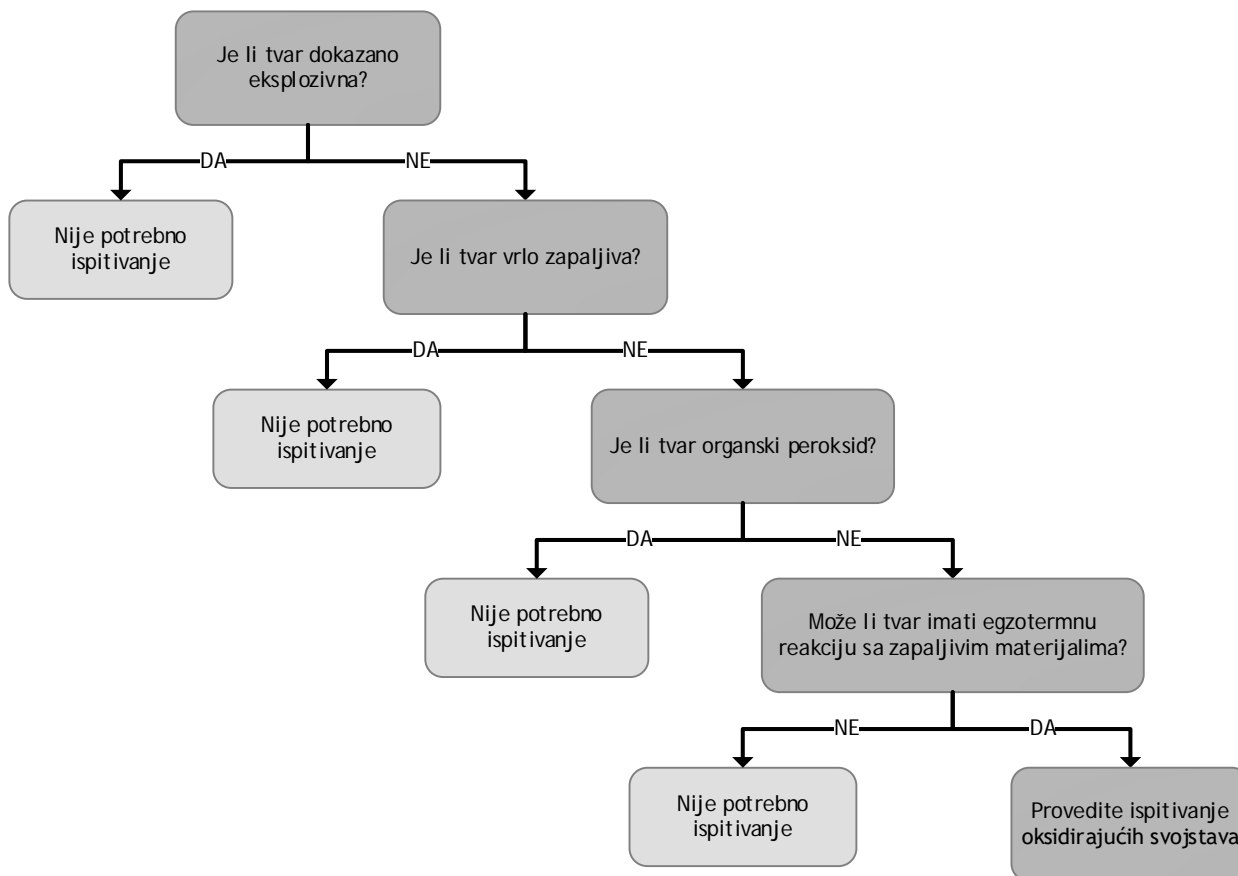 Je li tvar dokazano
eksplozivna?
DA
NE
Nije potrebno
ispitivanje
Je li tvar vrlo zapaljiva?
DA
NE
Nije potrebno
ispitivanje
Je li tvar organski peroksid?
DA
NE
Nije potrebno
ispitivanje
Može li tvar imati egzotermnu
reakciju sa zapaljivim materijalima?
NE
DA
Nije potrebno
ispitivanje
Provedite ispitivanje
oksidirajućih svojstava